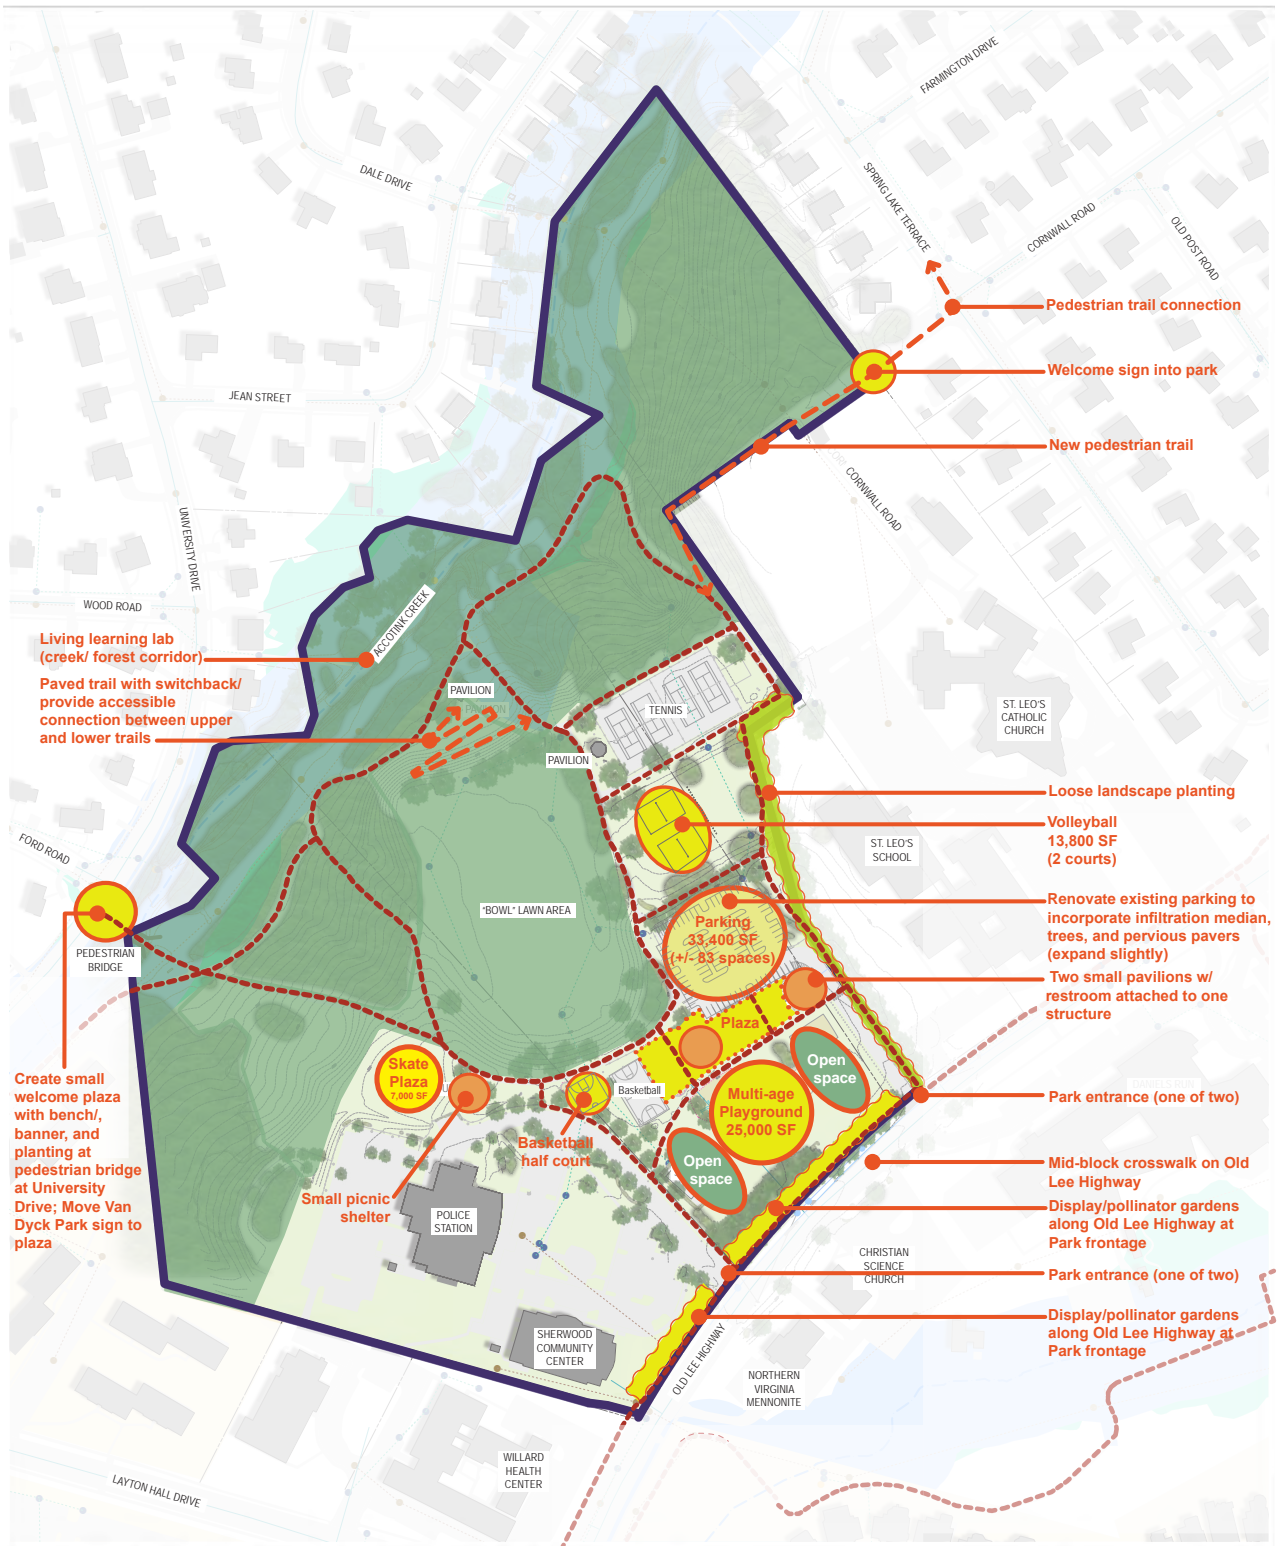 FARMINGTON DRIVE
DALE DRIVE
SPRING LAKE TERRACE
CORNWALL ROAD
OLD POST ROAD
Pedestrian trail connection
Welcome sign into park
JEAN STREET
New pedestrian trail
CORNWALL ROAD
UNIVERSITY DRIVE
WOOD ROAD
ACCOTINK CREEK
Living learning lab
(creek/ forest corridor)
Paved trail with switchback/
provide accessible
connection between upper
and lower trails
PAVILION
PAVILION
TENNIS
ST. LEO'S
CATHOLIC
CHURCH
PAVILION
Loose landscape planting
Volleyball
13,800 SF
(2 courts)
FORD ROAD
ST. LEO'S
SCHOOL
"BOWL" LAWN AREA
Parking
33,400 SF
(+/- 83 spaces)
Renovate existing parking to
incorporate infiltration median,
trees, and pervious pavers
(expand slightly)
PEDESTRIAN
BRIDGE
Two small pavilions w/
restroom attached to one
structure
Plaza
Open
space
Skate
Plaza
7,000 SF
Basketball
Multi-age
Playground
25,000 SF
Park entrance (one of two)
Create small
welcome plaza
with bench/,
banner, and
planting at
pedestrian bridge
at University
Drive; Move Van
Dyck Park sign to
plaza
Basketball
half court
Open
space
Mid-block crosswalk on Old
Lee Highway
Small picnic
shelter
Display/pollinator gardens
along Old Lee Highway at
Park frontage
POLICE
STATION
CHRISTIAN
SCIENCE
CHURCH
Park entrance (one of two)
Display/pollinator gardens
along Old Lee Highway at
Park frontage
SHERWOOD
COMMUNITY
CENTER
OLD LEE HIGHWAY
NORTHERN
VIRGINIA
MENNONITE
WILLARD
HEALTH
CENTER
LAYTON HALL DRIVE